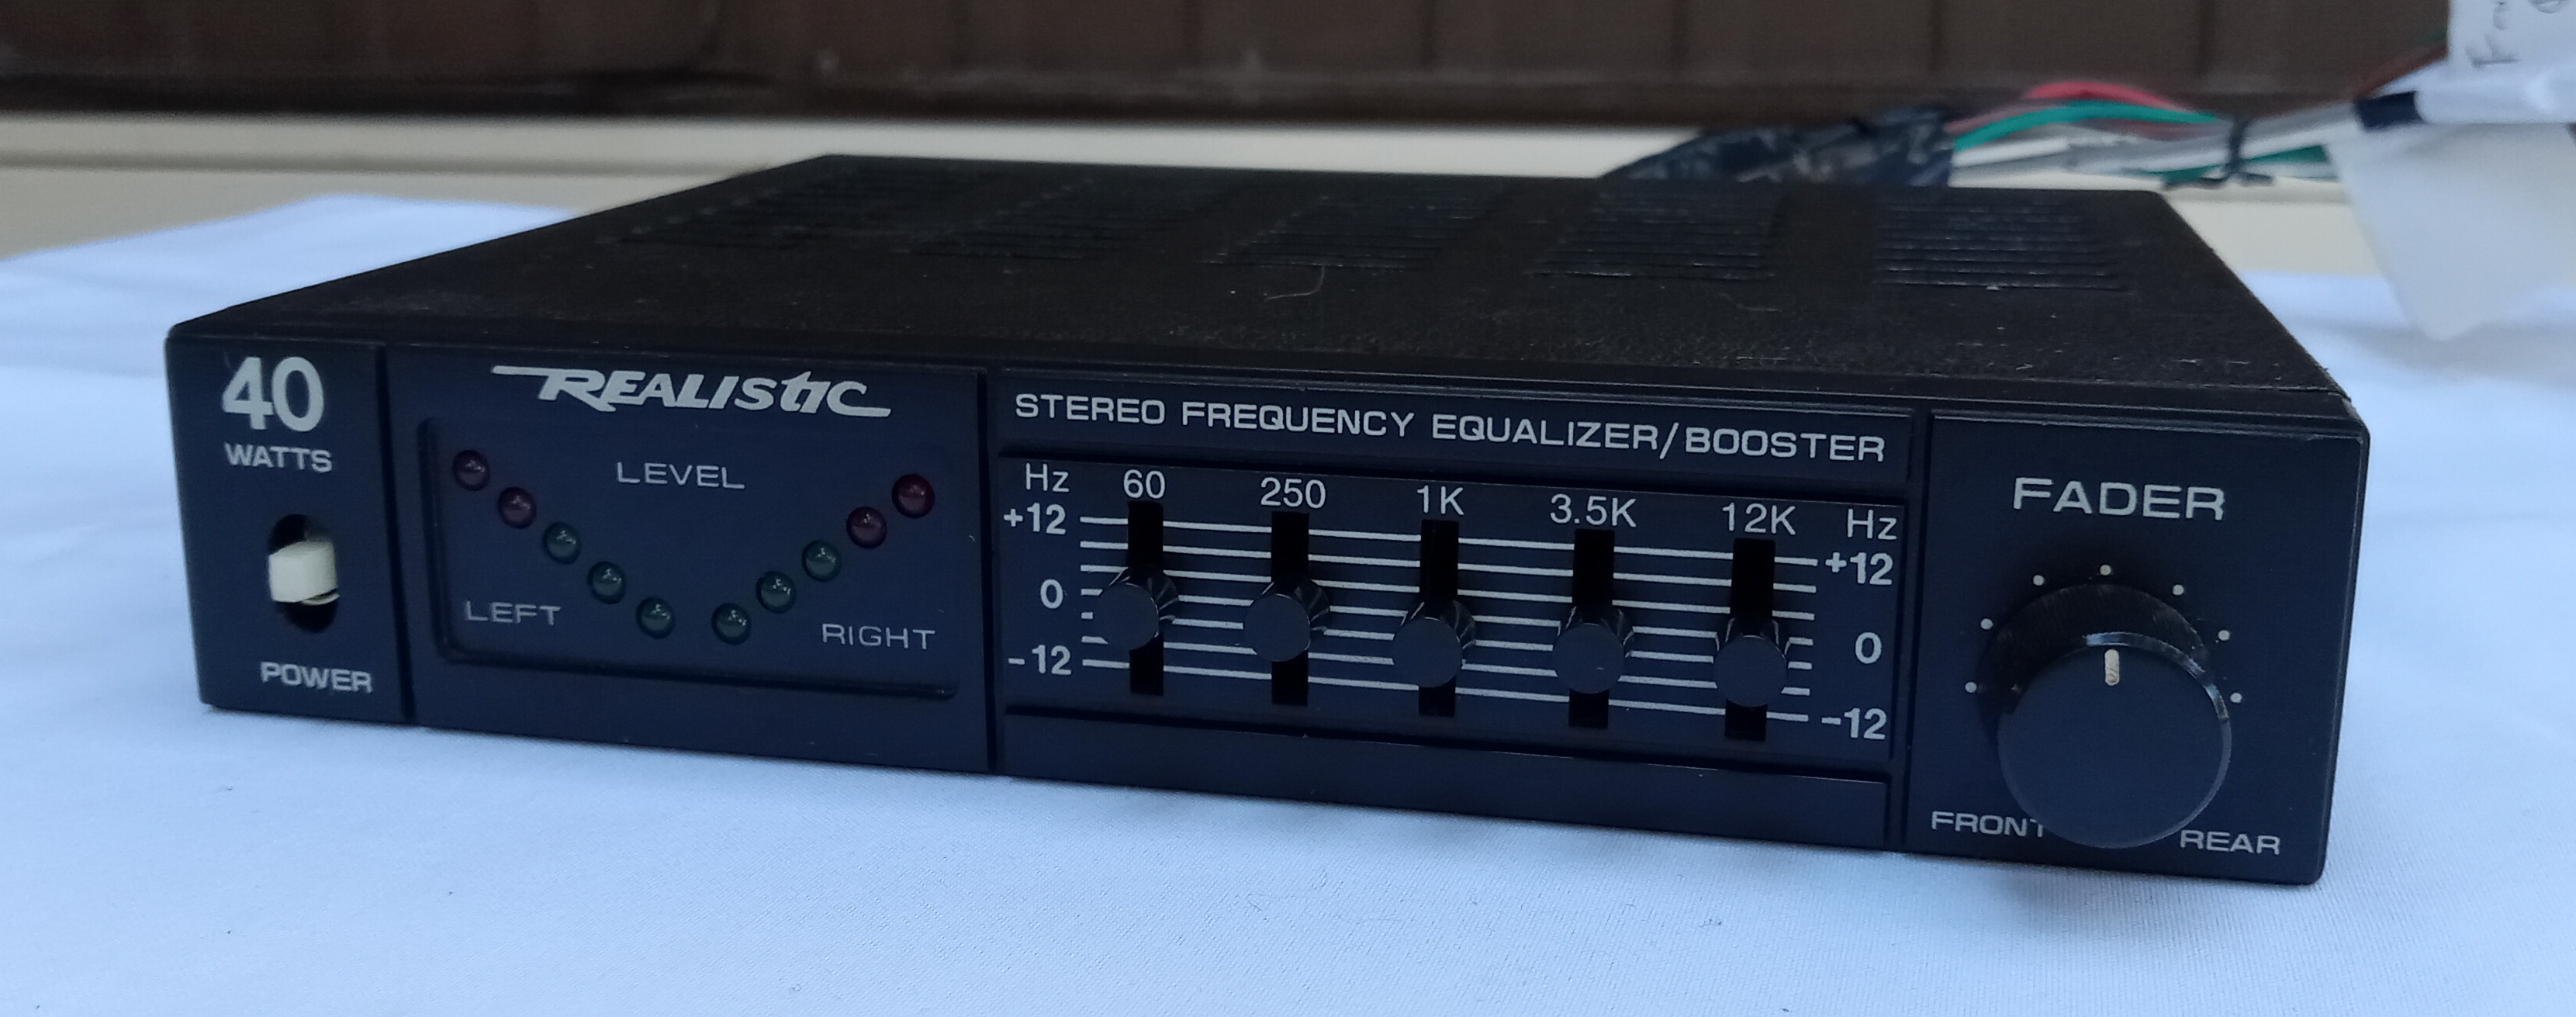 40
WATTS
POWER
REALISTIC
LEVEL
LEFT
RIGHT
STEREO FREQUENCY EQUALIZER/BOOSTER
Hz 60 250 1K 3.5K 12K Hz
+12 +12
0 0
-12 -12
FADER
FRONT REAR